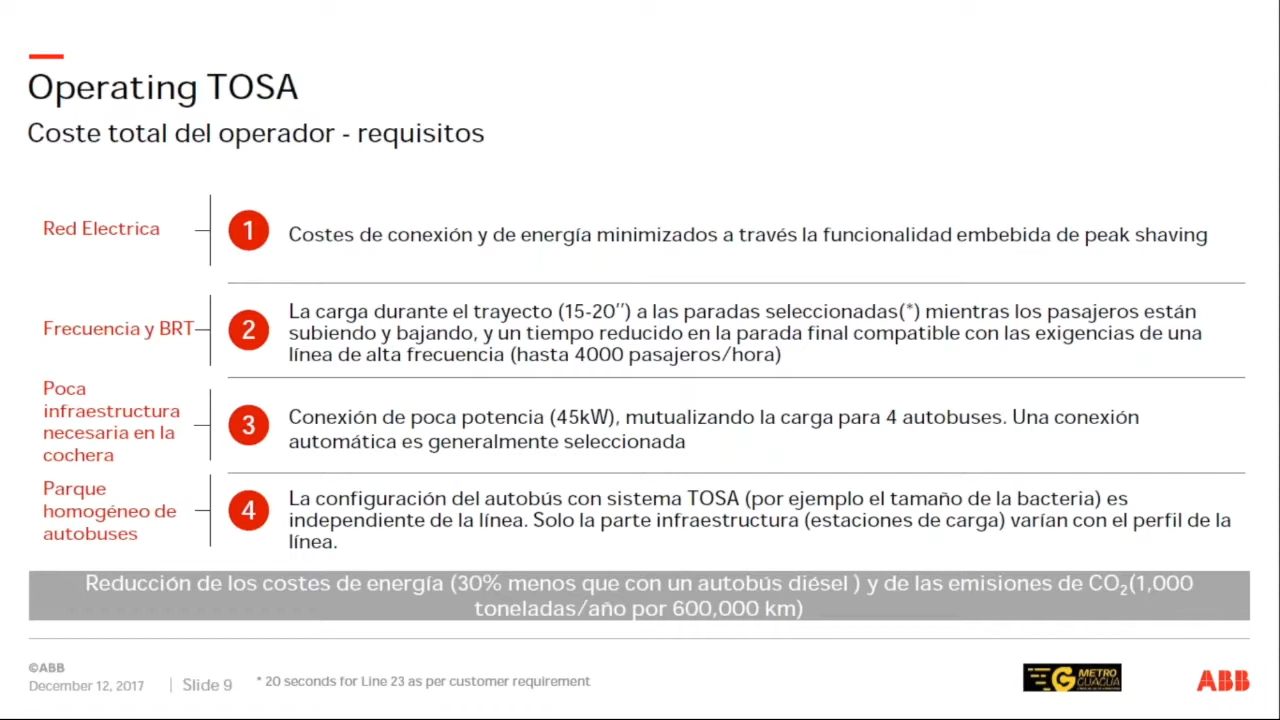 Operating TOSA
Coste total del operador - requisitos
Red Electrica
1
Costes de conexión y de energía minimizados a través la funcionalidad embebida de peak shaving
Frecuencia y BRT
2
La carga durante el trayecto (15-20’’) a las paradas seleccionadas(*) mientras los pasajeros están
subiendo y bajando, y un tiempo reducido en la parada final compatible con las exigencias de una
línea de alta frecuencia (hasta 4000 pasajeros/hora)
Poca
infraestructura
necesaria en la
cochera
3
Conexión de poca potencia (45kW), mutualizando la carga para 4 autobuses. Una conexión
automática es generalmente seleccionada
Parque
homogéneo de
autobuses
4
La configuración del autobús con sistema TOSA (por ejemplo el tamaño de la bacteria) es
independiente de la línea. Solo la parte infraestructura (estaciones de carga) varían con el perfil de la
línea.
Reducción de los costes de energía (30% menos que con un autobús diésel ) y de las emisiones de CO₂(1,000
toneladas/año por 600,000 km)
©ABB
December 12, 2017
Slide 9
* 20 seconds for Line 23 as per customer requirement
METRO
GUAGUA
ABB